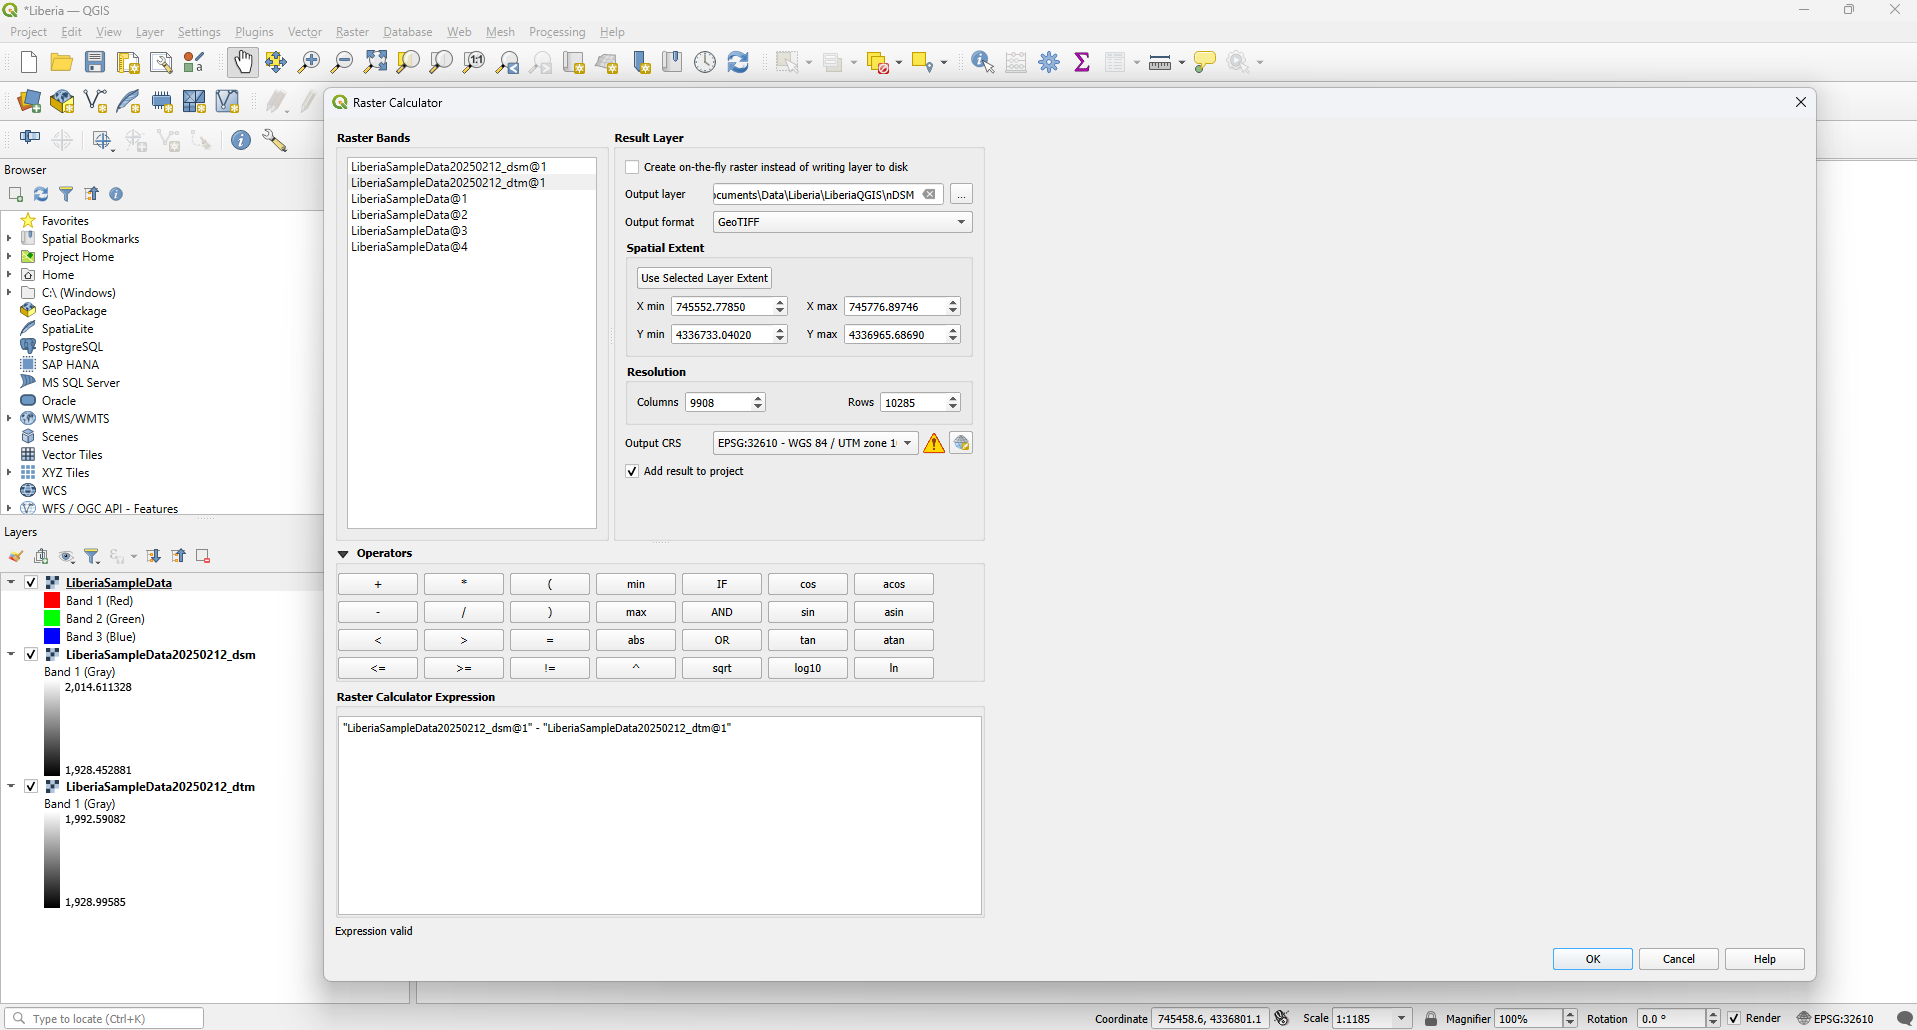 *Liberia — QGIS
Project Edit View Layer Settings Plugins Vector Raster Database Web Mesh Processing Help
Raster Calculator
Browser
Favorites
Spatial Bookmarks
Project Home
Home
C:\ (Windows)
GeoPackage
SpatiaLite
PostgreSQL
SAP HANA
MS SQL Server
Oracle
WMS/WMTS
Scenes
Vector Tiles
XYZ Tiles
WCS
WFS / OGC API - Features
Layers
LiberiaSampleData
Band 1 (Red)
Band 2 (Green)
Band 3 (Blue)
LiberiaSampleData20250212_dsm
Band 1 (Gray)
2,014.611328
1,928.452881
LiberiaSampleData20250212_dtm
Band 1 (Gray)
1,992.59082
1,928.99585
Raster Bands
LiberiaSampleData20250212_dsm@1
LiberiaSampleData20250212_dtm@1
LiberiaSampleData@1
LiberiaSampleData@2
LiberiaSampleData@3
LiberiaSampleData@4
Result Layer
Create on-the-fly raster instead of writing layer to disk
Output layer ocuments\Data\Liberia\LiberiaQGIS\nDSM ...
Output format GeoTIFF
Spatial Extent
Use Selected Layer Extent
X min 745552.77850 X max 745776.89746
Y min 4336733.04020 Y max 4336965.68690
Resolution
Columns 9908 Rows 10285
Output CRS EPSG:32610 - WGS 84 / UTM zone 1
Add result to project
Operators
+ * ( min IF cos acos
- / ) max AND sin asin
< > = abs OR tan atan
<= >= != ^ sqrt log10 ln
Raster Calculator Expression
"LiberiaSampleData20250212_dsm@1" - "LiberiaSampleData20250212_dtm@1"
Expression valid
OK Cancel Help
Type to locate (Ctrl+K) Coordinate 745458.6, 4336801.1 Scale 1:1185 Magnifier 100% Rotation 0.0 ° Render EPSG:32610